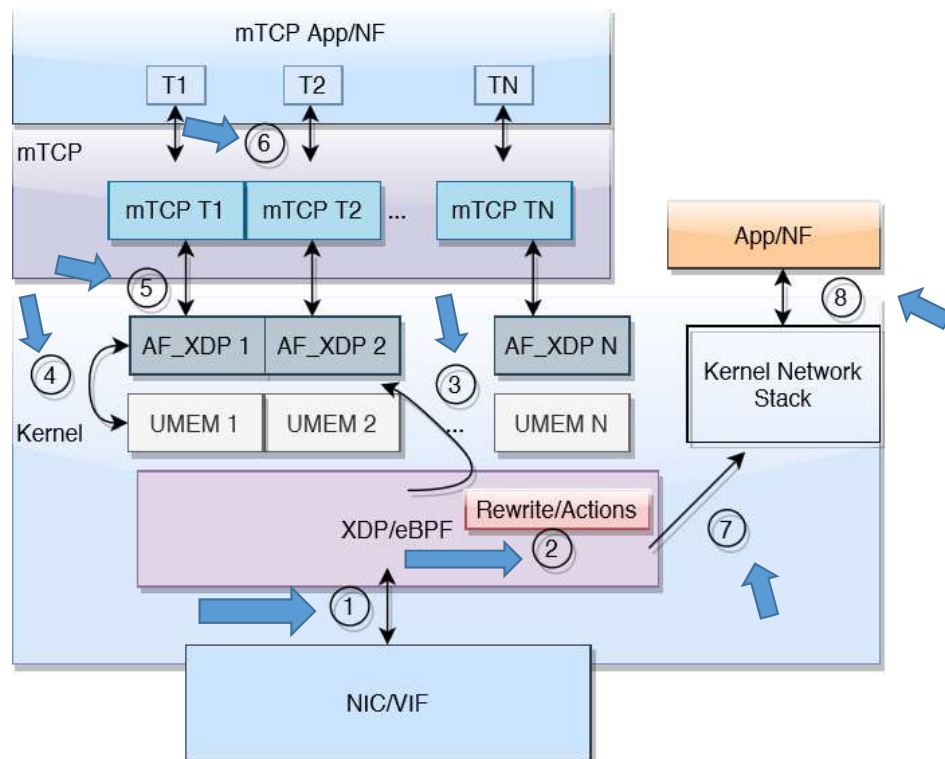 mTCP App/NF
T1 T2 TN
6
mTCP
mTCP T1 mTCP T2 ... mTCP TN
App/NF
5
8
AF_XDP 1 AF_XDP 2 AF_XDP N
4
3
Kernel Network
Stack
UMEM 1 UMEM 2 ... UMEM N
Kernel
Rewrite/Actions
XDP/eBPF
2
7
1
NIC/VIF